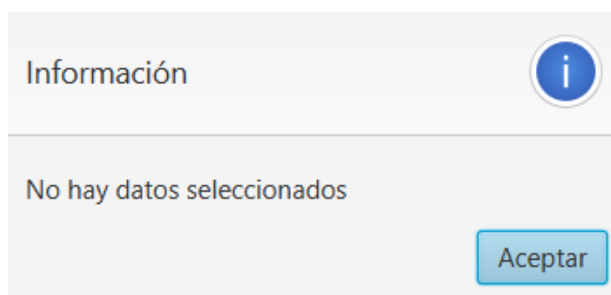 Información
i
No hay datos seleccionados
Aceptar